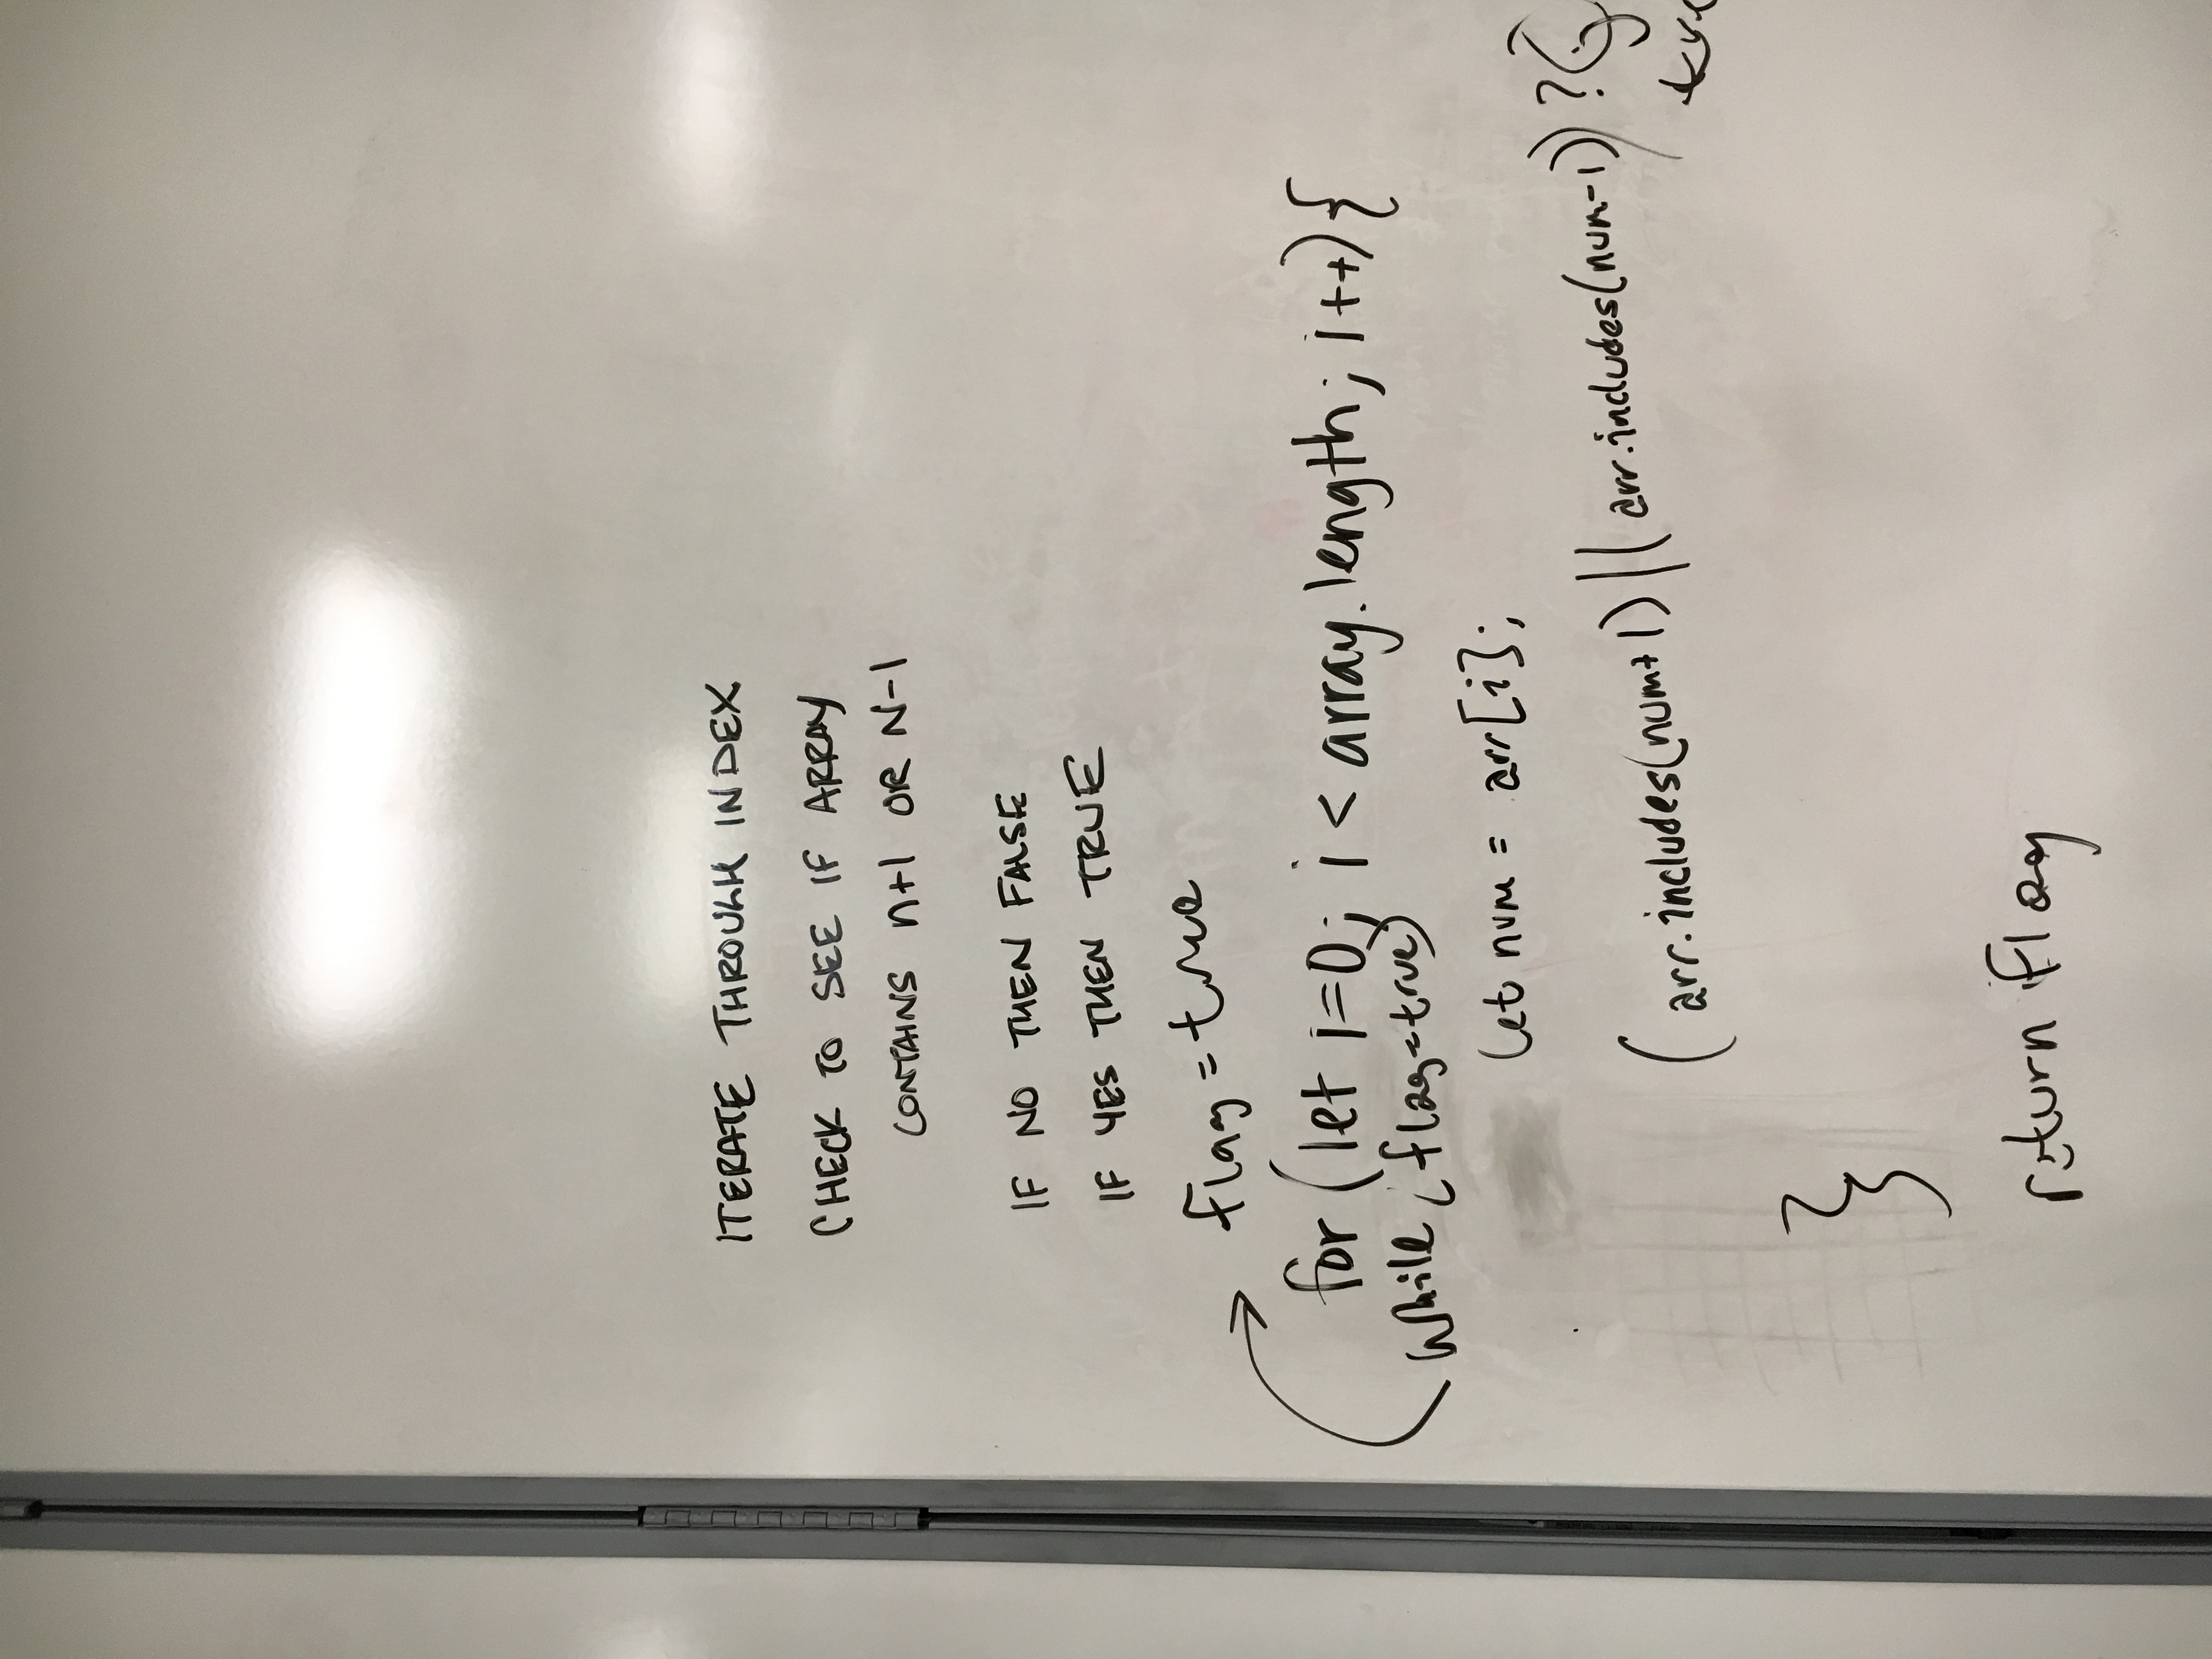 ITERATE THROUGH INDEX
CHECK TO SEE IF ARRAY
CONTAINS n+1 OR N-1
IF NO THEN FALSE
IF YES THEN TRUE
flag = true
for (let i=0; i < array.length; i++){
while (flag=true)
let num = arr[i];
(arr.includes(num+1) || (arr.includes(num-1)) ?
}
}
return flag